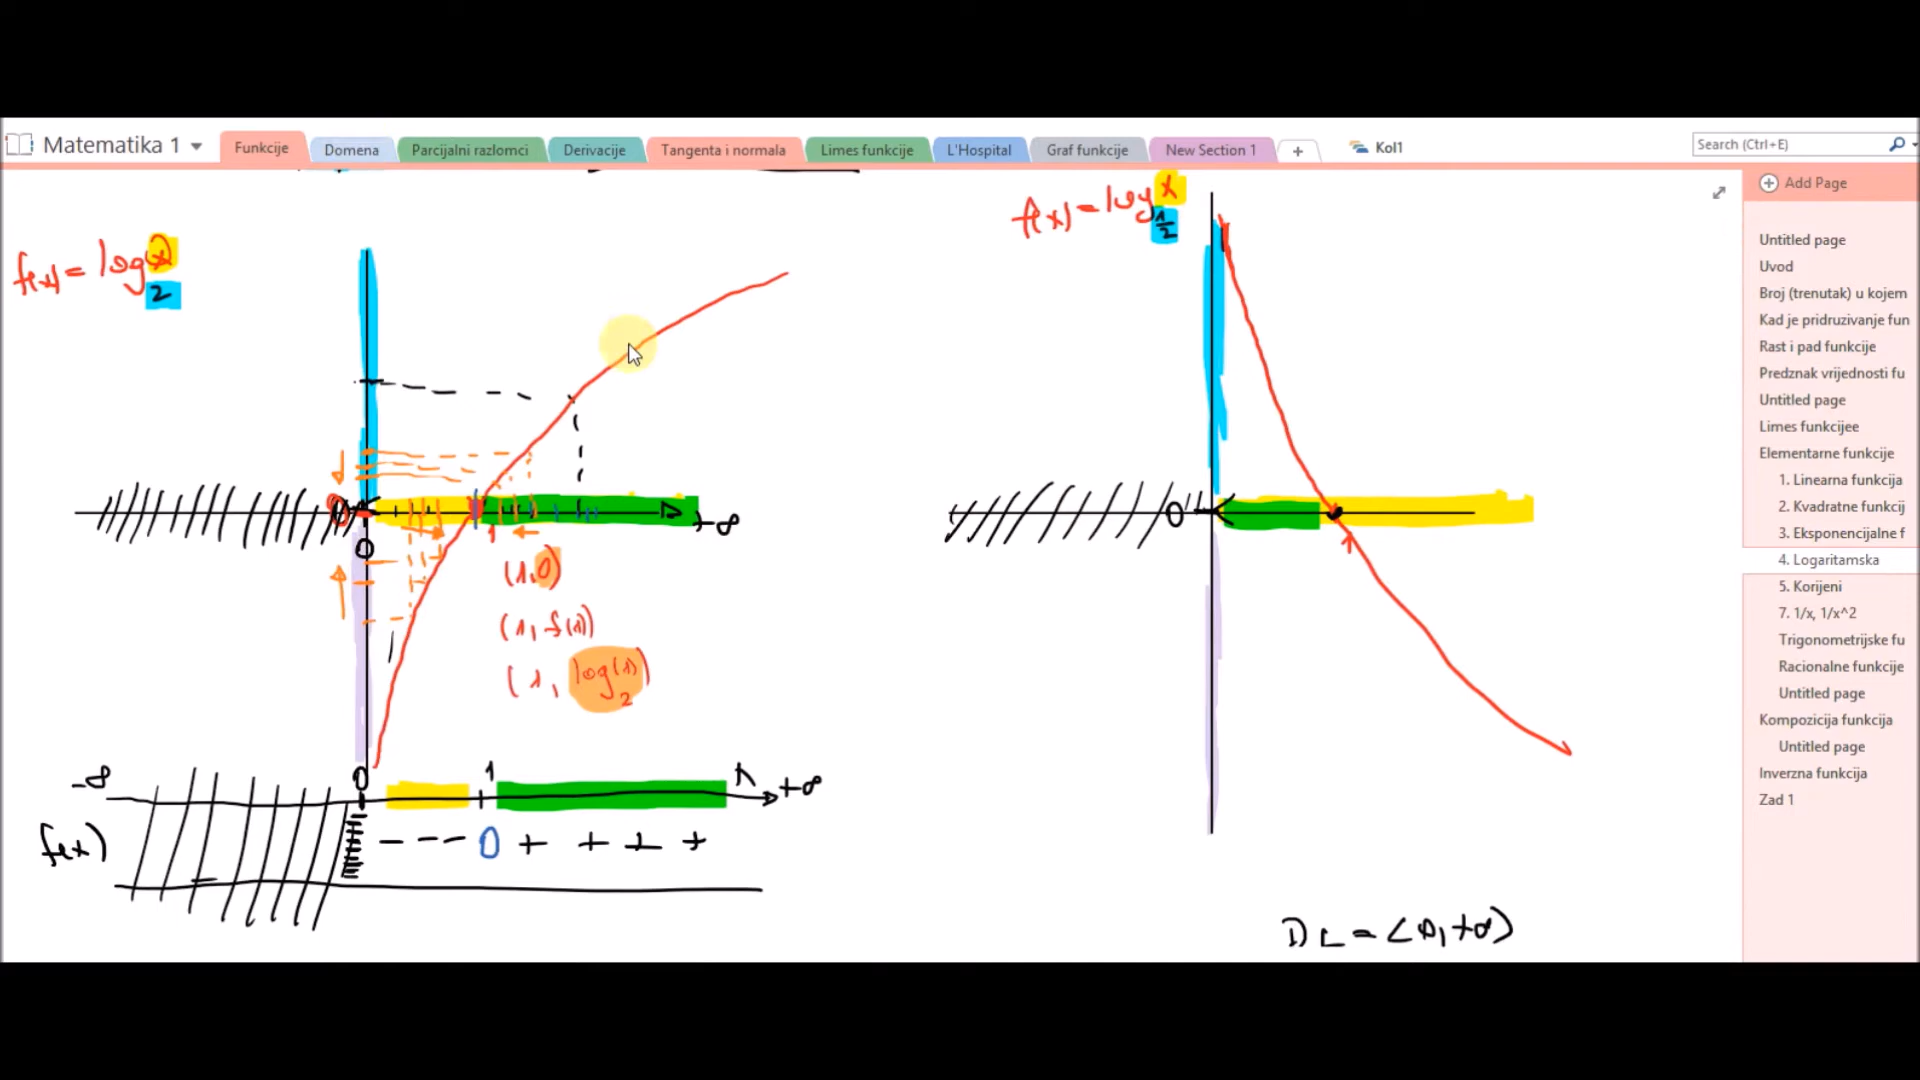 Matematika 1
Funkcije
Domena
Parcijalni razlomci
Derivacije
Tangenta i normala
Limes funkcije
L'Hospital
Graf funkcije
New Section 1
+
Kol1
Search (Ctrl+E)
Add Page
Untitled page
Uvod
Broj (trenutak) u kojem
Kad je pridruzivanje fun
Rast i pad funkcije
Predznak vrijednosti fu
Untitled page
Limes funkcijee
Elementarne funkcije
1. Linearna funkcija
2. Kvadratne funkcij
3. Eksponencijalne f
4. Logaritamska
5. Korijeni
7. 1/x, 1/x^2
Trigonometrijske fu
Racionalne funkcije
Untitled page
Kompozicija funkcija
Untitled page
Inverzna funkcija
Zad 1
f(x) = log x
2
0
0
1
+∞
(1, 0)
(1, f(1))
(1, log(1))
2
-∞
0
1
+∞
f(x)
- - - 0 + + + +
f(x) = log x
1/2
0